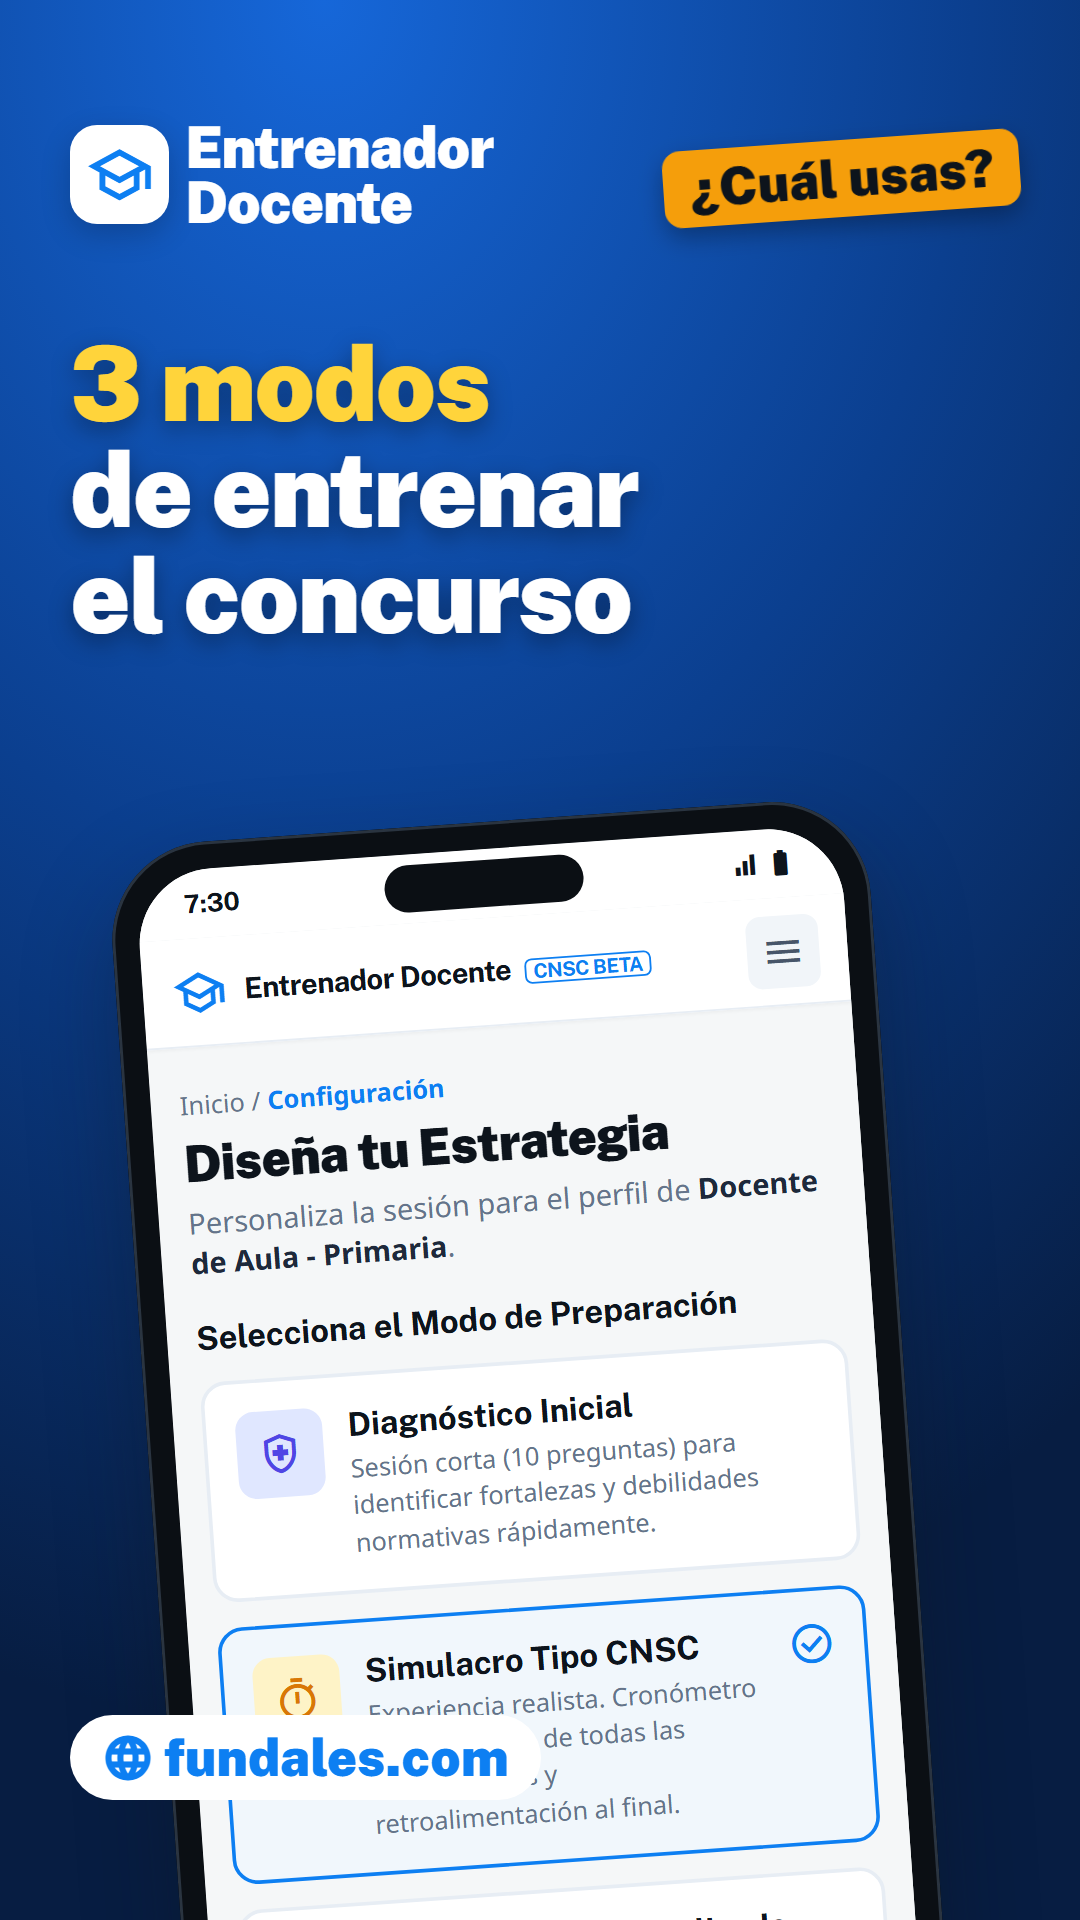 Entrenador
Docente
¿Cuál usas?
3 modos
de entrenar
el concurso
7:30
Entrenador Docente CNSC BETA
Inicio / Configuración
Diseña tu Estrategia
Personaliza la sesión para el perfil de Docente
de Aula - Primaria.
Selecciona el Modo de Preparación
Diagnóstico Inicial
Sesión corta (10 preguntas) para
identificar fortalezas y debilidades
normativas rápidamente.
Simulacro Tipo CNSC
Experiencia realista. Cronómetro
de todas las
y
retroalimentación al final.
fundales.com